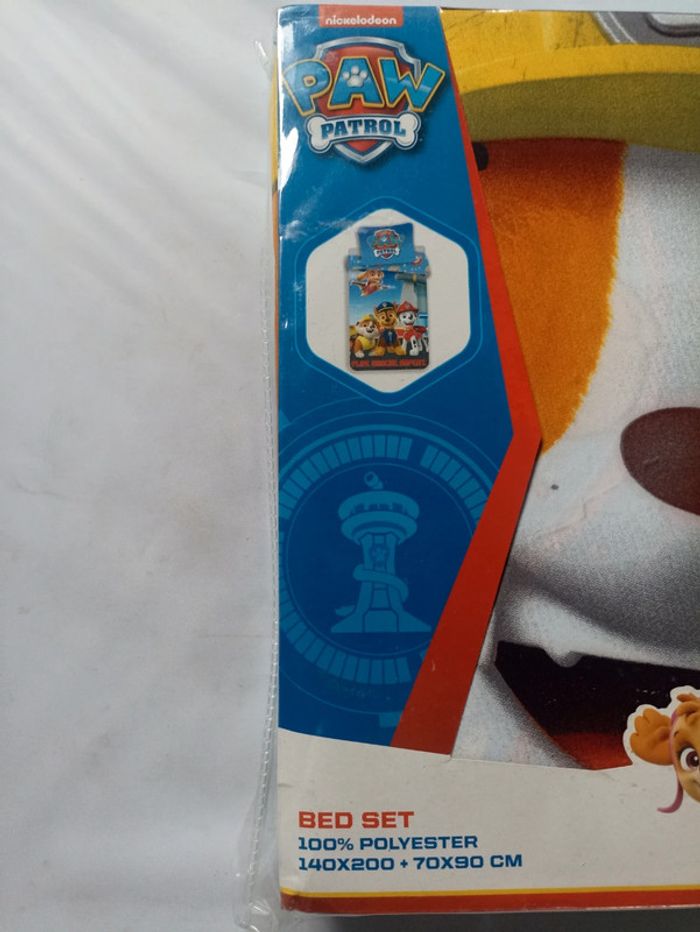 nickelodeon
PAW
PATROL
BED SET
100% POLYESTER
140X200 + 70X90 CM